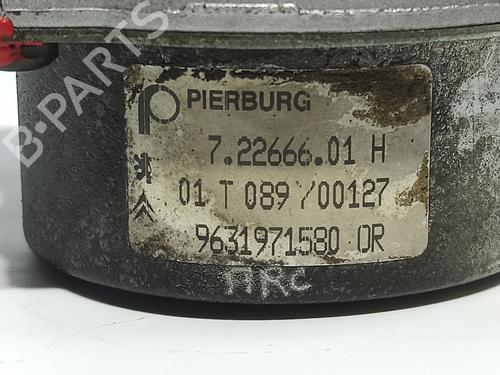 PIERBURG
7.22666.01 H
01 T 089/00127
9631971580 OR
B-PARTS